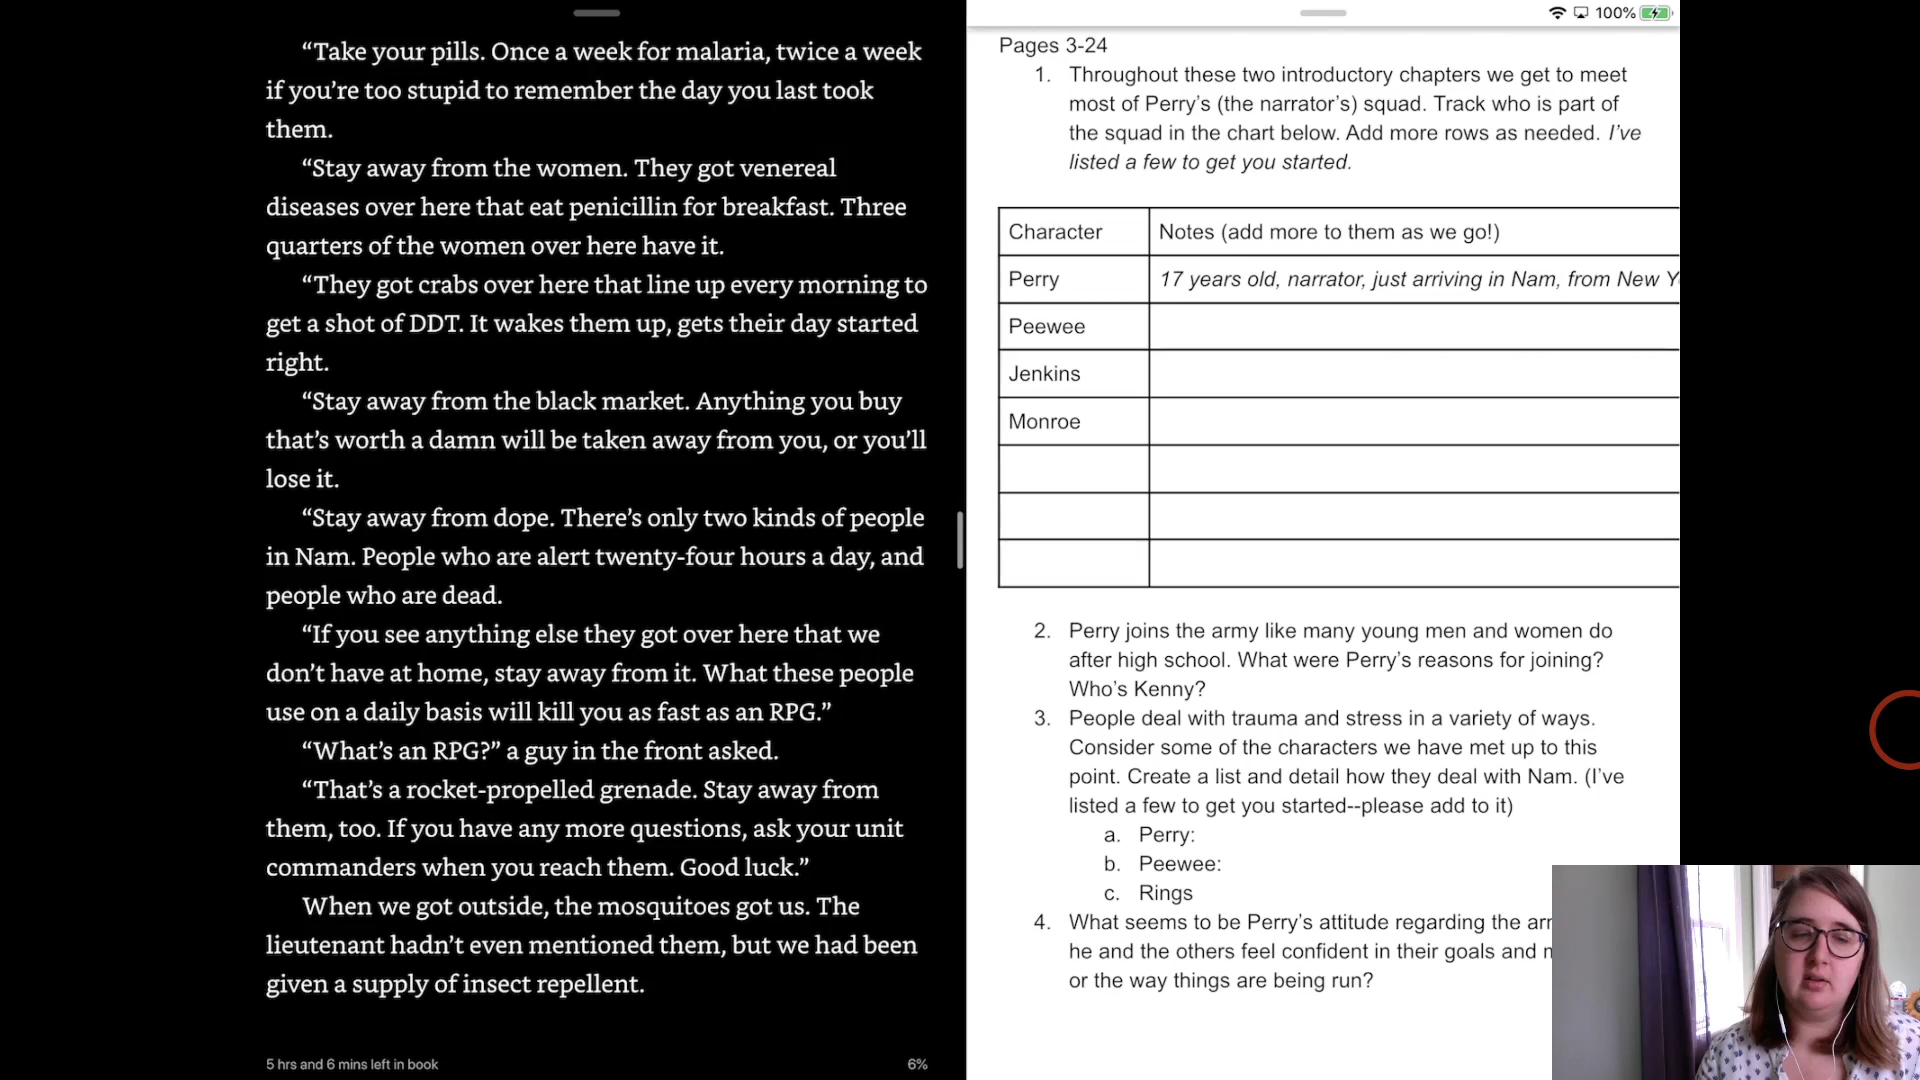 “Take your pills. Once a week for malaria, twice a week
if you’re too stupid to remember the day you last took
them.
“Stay away from the women. They got venereal
diseases over here that eat penicillin for breakfast. Three
quarters of the women over here have it.
“They got crabs over here that line up every morning to
get a shot of DDT. It wakes them up, gets their day started
right.
“Stay away from the black market. Anything you buy
that’s worth a damn will be taken away from you, or you’ll
lose it.
“Stay away from dope. There’s only two kinds of people
in Nam. People who are alert twenty-four hours a day, and
people who are dead.
“If you see anything else they got over here that we
don’t have at home, stay away from it. What these people
use on a daily basis will kill you as fast as an RPG.”
“What’s an RPG?” a guy in the front asked.
“That’s a rocket-propelled grenade. Stay away from
them, too. If you have any more questions, ask your unit
commanders when you reach them. Good luck.”
When we got outside, the mosquitoes got us. The
lieutenant hadn’t even mentioned them, but we had been
given a supply of insect repellent.
5 hrs and 6 mins left in book 6%
100%
Pages 3-24
1. Throughout these two introductory chapters we get to meet
most of Perry’s (the narrator’s) squad. Track who is part of
the squad in the chart below. Add more rows as needed. I’ve
listed a few to get you started.
Character Notes (add more to them as we go!)
Perry 17 years old, narrator, just arriving in Nam, from New Y
Peewee
Jenkins
Monroe
2. Perry joins the army like many young men and women do
after high school. What were Perry’s reasons for joining?
Who’s Kenny?
3. People deal with trauma and stress in a variety of ways.
Consider some of the characters we have met up to this
point. Create a list and detail how they deal with Nam. (I’ve
listed a few to get you started--please add to it)
a. Perry:
b. Peewee:
c. Rings
4. What seems to be Perry’s attitude regarding the
he and the others feel confident in their goals and
or the way things are being run?